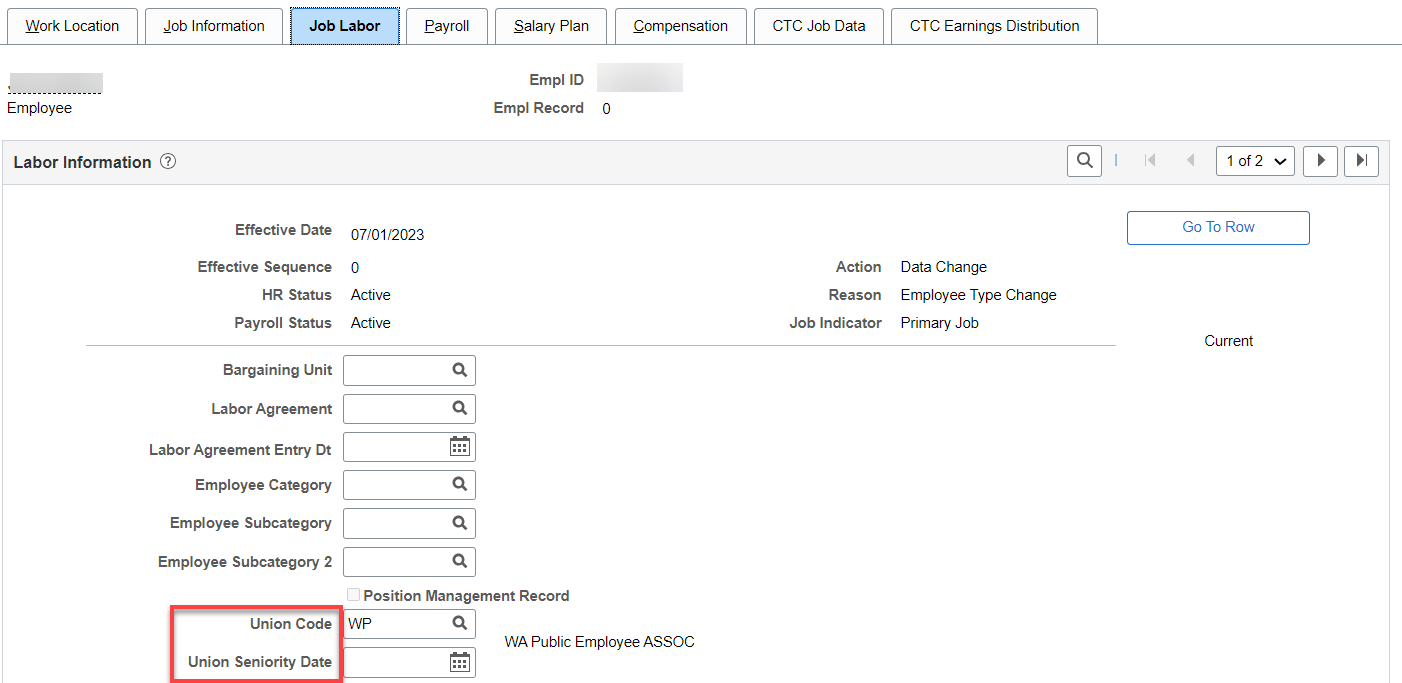 Work Location Job Information Job Labor Payroll Salary Plan Compensation CTC Job Data CTC Earnings Distribution
Empl ID
Employee Empl Record 0
Labor Information ? 1 of 2
Effective Date 07/01/2023 Go To Row
Effective Sequence 0 Action Data Change
HR Status Active Reason Employee Type Change
Payroll Status Active Job Indicator Primary Job
Current
Bargaining Unit
Labor Agreement
Labor Agreement Entry Dt
Employee Category
Employee Subcategory
Employee Subcategory 2
Position Management Record
Union Code WP
WA Public Employee ASSOC
Union Seniority Date